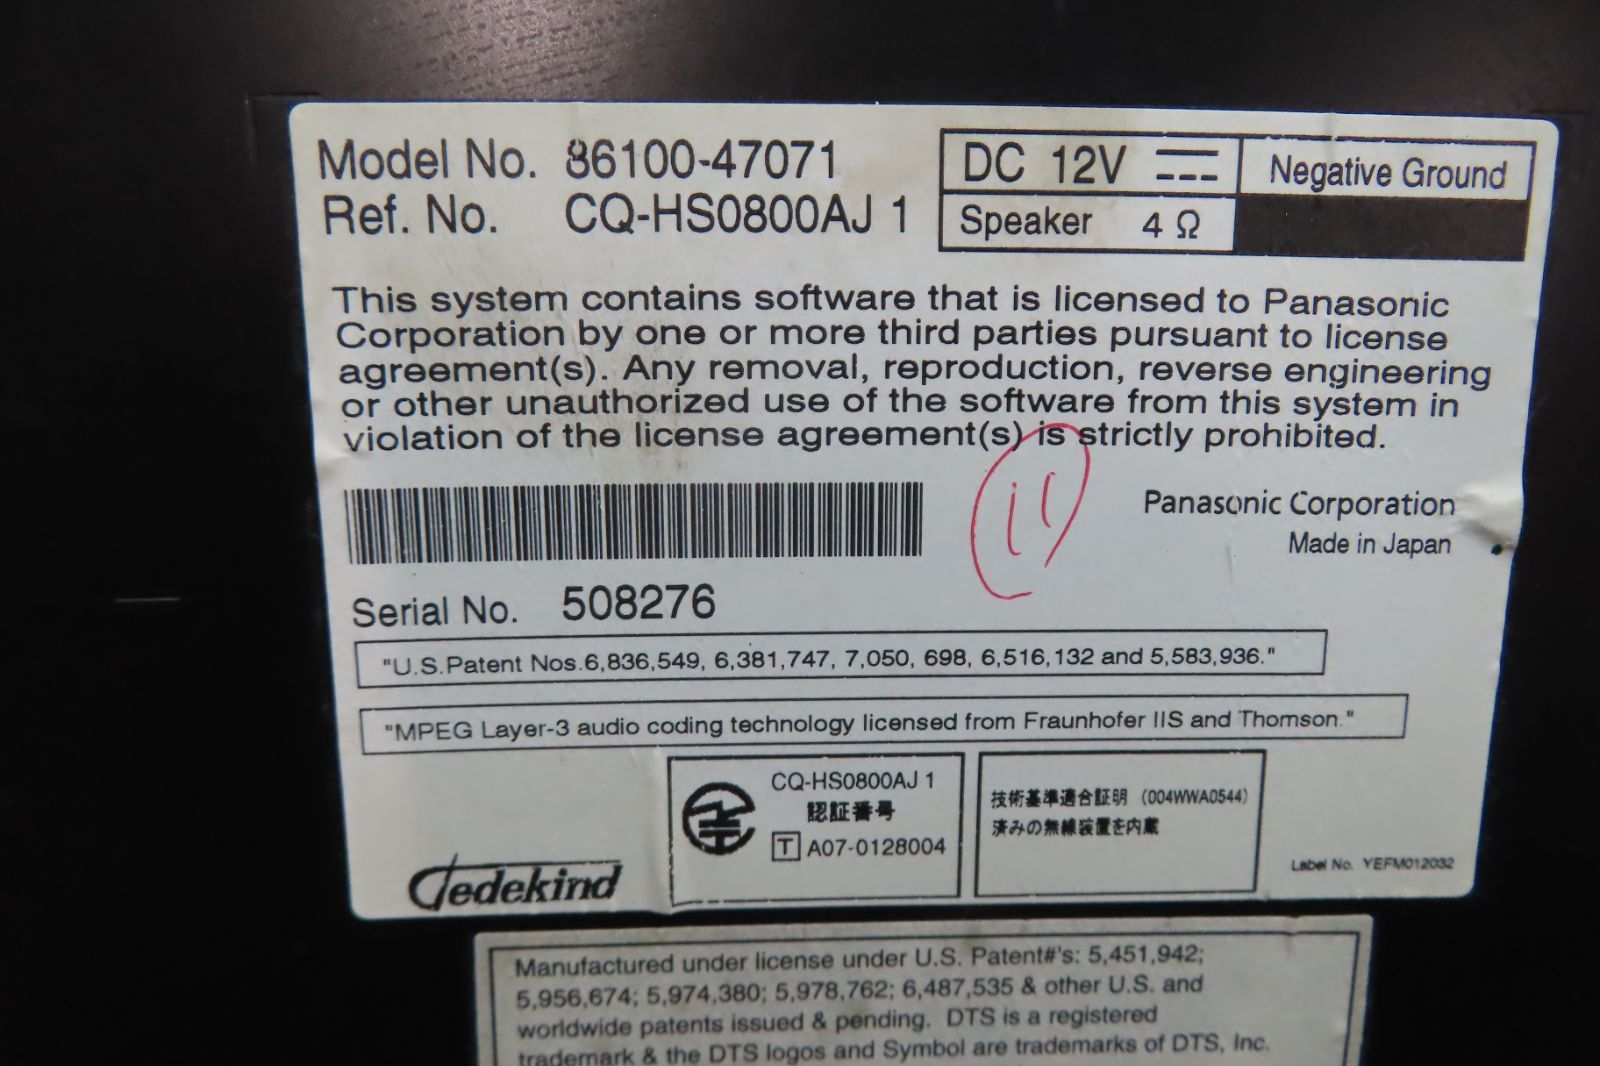 Model No. 86100-47071
Ref. No. CQ-HS0800AJ 1
DC 12V
Negative Ground
Speaker 4 Ω
This system contains software that is licensed to Panasonic
Corporation by one or more third parties pursuant to license
agreement(s). Any removal, reproduction, reverse engineering
or other unauthorized use of the software from this system in
violation of the license agreement(s) is strictly prohibited.
11
Panasonic Corporation
Made in Japan
Serial No. 508276
"U.S.Patent Nos.6,836,549, 6,381,747, 7,050, 698, 6,516,132 and 5,583,936."
"MPEG Layer-3 audio coding technology licensed from Fraunhofer IIS and Thomson."
Gedekind
CQ-HS0800AJ 1
認証番号
T A07-0128004
技術基準適合証明 (004WWA0544)
済みの無線装置を内蔵
Label No. YEFM012032
Manufactured under license under U.S. Patent#'s: 5,451,942;
5,956,674; 5,974,380; 5,978,762; 6,487,535 & other U.S. and
worldwide patents issued & pending. DTS is a registered
trademark & the DTS logos and Symbol are trademarks of DTS, Inc.